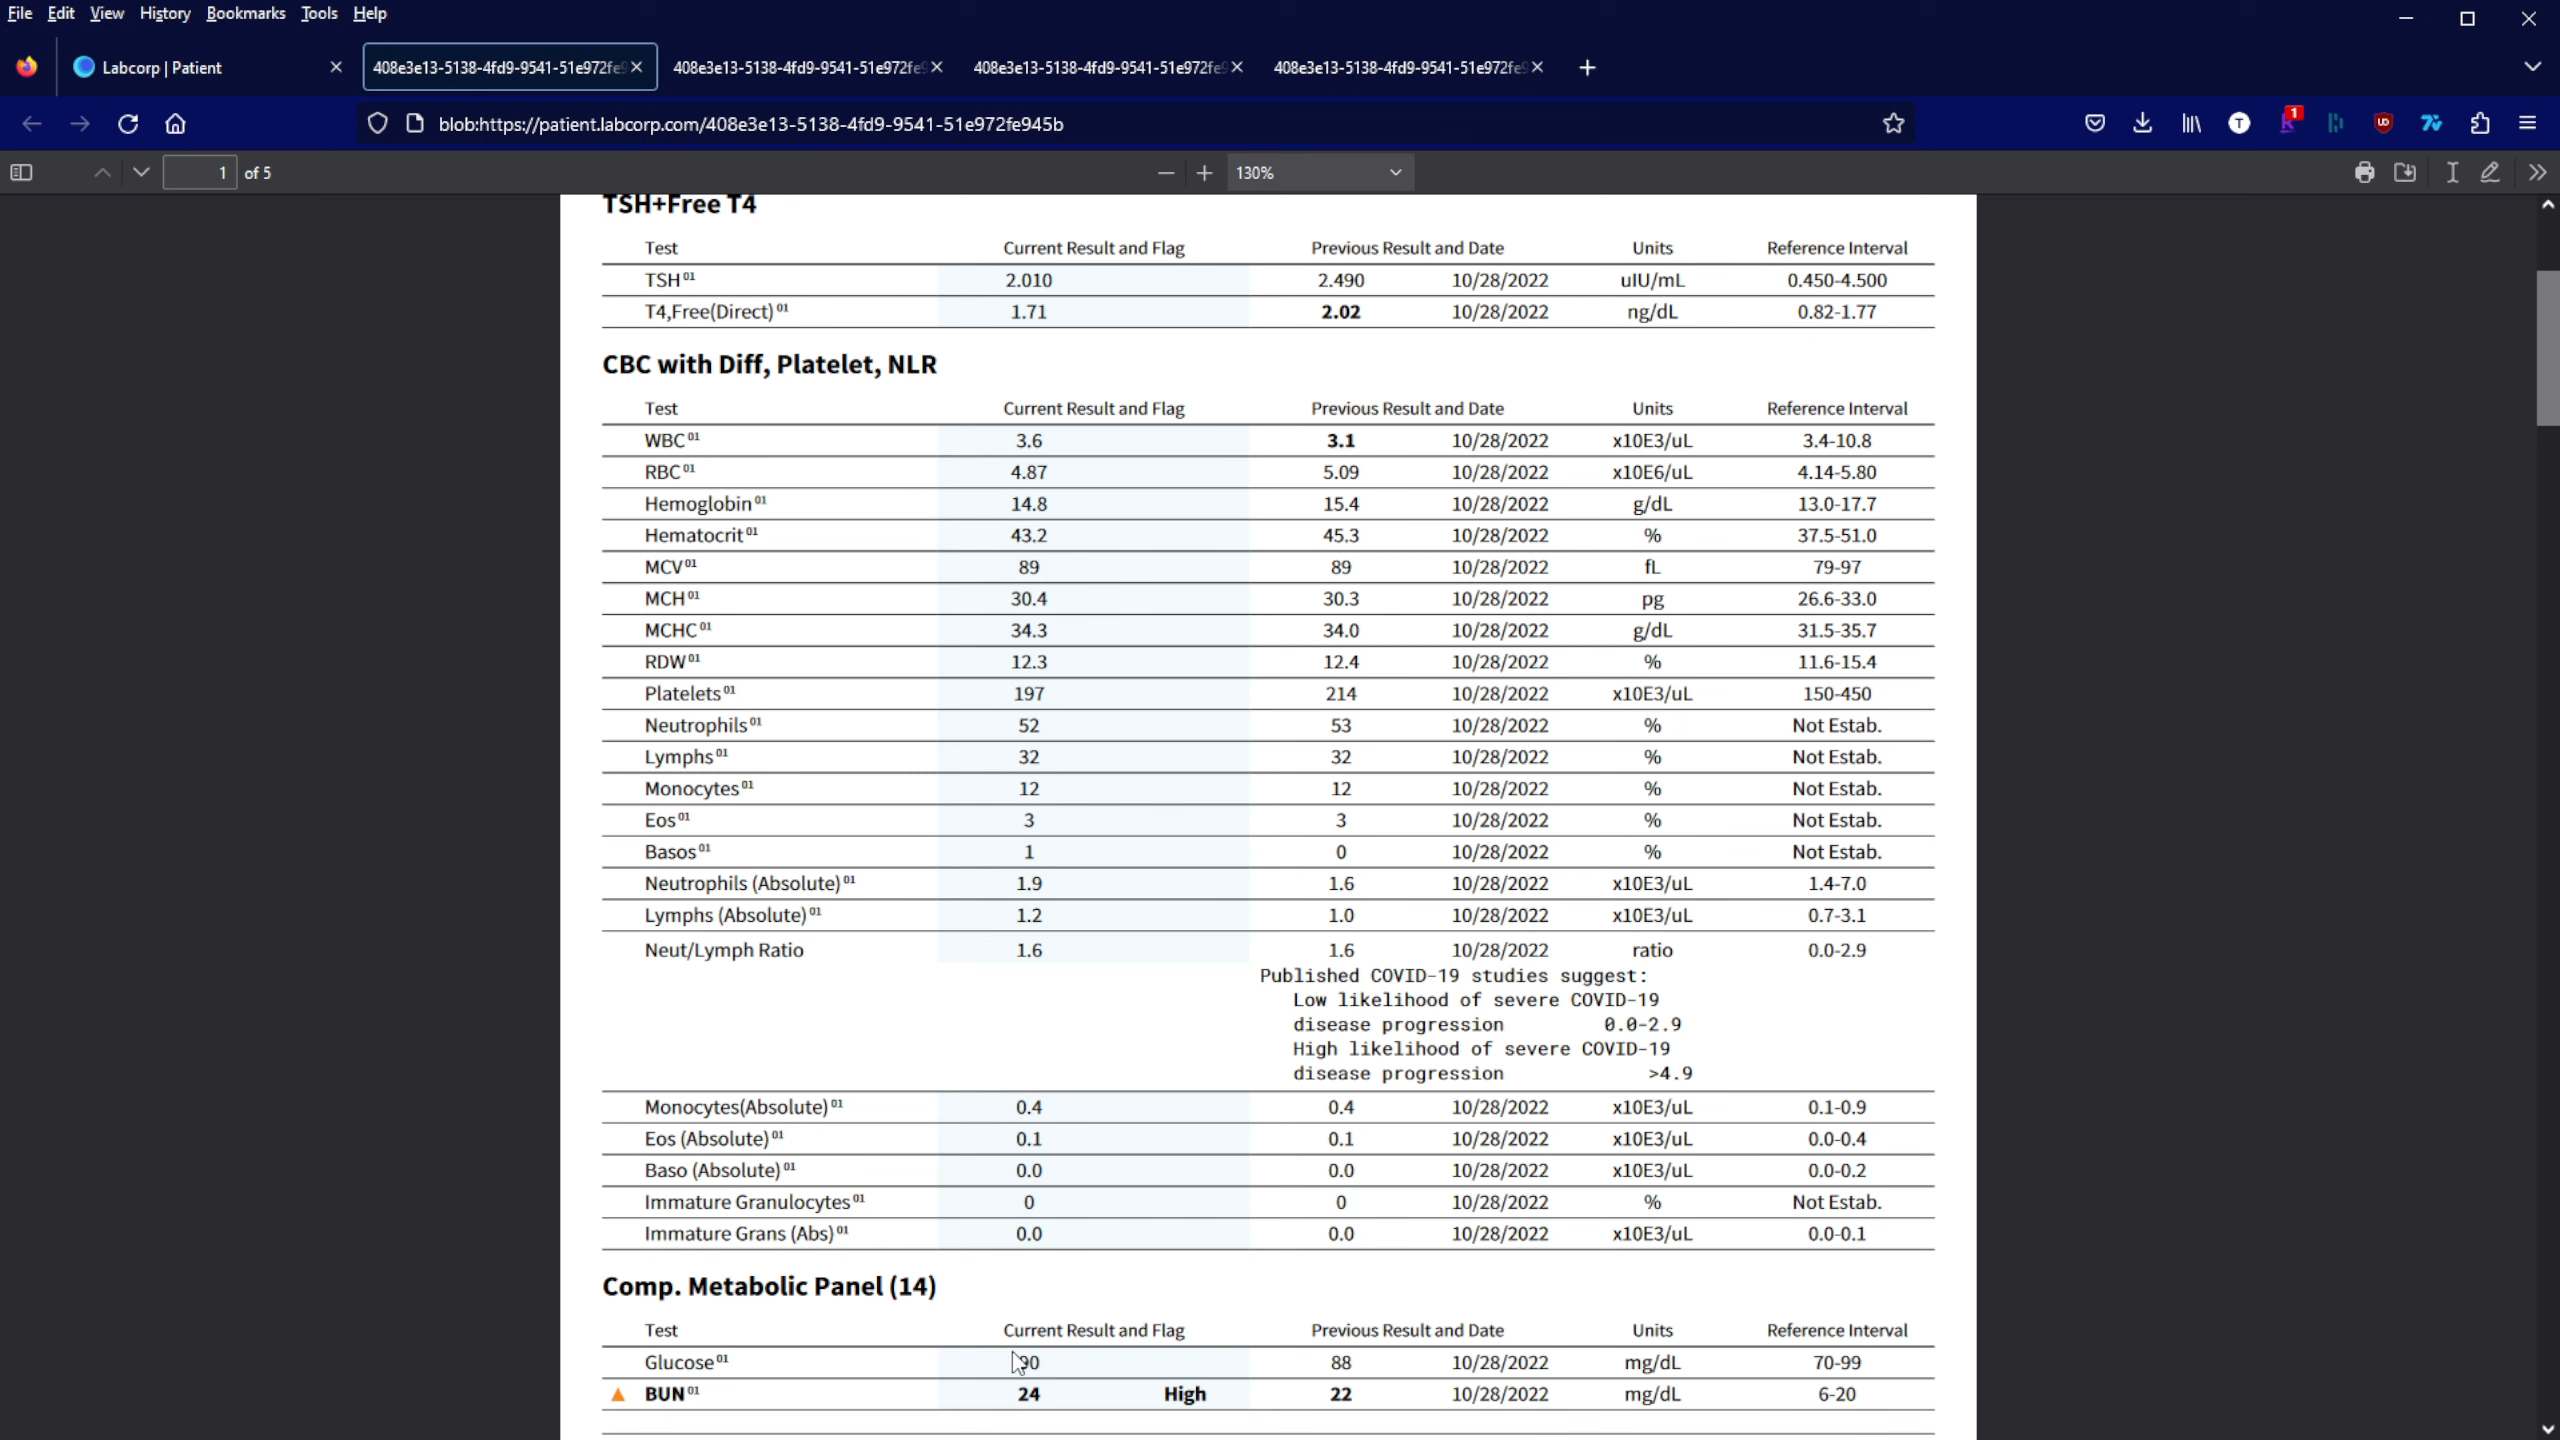 File Edit View History Bookmarks Tools Help
Labcorp | Patient 408e3e13-5138-4fd9-9541-51e972fe9 408e3e13-5138-4fd9-9541-51e972fe9 408e3e13-5138-4fd9-9541-51e972fe9 408e3e13-5138-4fd9-9541-51e972fe9
blob:https://patient.labcorp.com/408e3e13-5138-4fd9-9541-51e972fe945b T 1
1 of 5 130%
TSH+Free T4
Test Current Result and Flag Previous Result and Date Units Reference Interval
TSH 01 2.010 2.490 10/28/2022 uIU/mL 0.450-4.500
T4,Free(Direct) 01 1.71 2.02 10/28/2022 ng/dL 0.82-1.77
CBC with Diff, Platelet, NLR
Test Current Result and Flag Previous Result and Date Units Reference Interval
WBC 01 3.6 3.1 10/28/2022 x10E3/uL 3.4-10.8
RBC 01 4.87 5.09 10/28/2022 x10E6/uL 4.14-5.80
Hemoglobin 01 14.8 15.4 10/28/2022 g/dL 13.0-17.7
Hematocrit 01 43.2 45.3 10/28/2022 % 37.5-51.0
MCV 01 89 89 10/28/2022 fL 79-97
MCH 01 30.4 30.3 10/28/2022 pg 26.6-33.0
MCHC 01 34.3 34.0 10/28/2022 g/dL 31.5-35.7
RDW 01 12.3 12.4 10/28/2022 % 11.6-15.4
Platelets 01 197 214 10/28/2022 x10E3/uL 150-450
Neutrophils 01 52 53 10/28/2022 % Not Estab.
Lymphs 01 32 32 10/28/2022 % Not Estab.
Monocytes 01 12 12 10/28/2022 % Not Estab.
Eos 01 3 3 10/28/2022 % Not Estab.
Basos 01 1 0 10/28/2022 % Not Estab.
Neutrophils (Absolute) 01 1.9 1.6 10/28/2022 x10E3/uL 1.4-7.0
Lymphs (Absolute) 01 1.2 1.0 10/28/2022 x10E3/uL 0.7-3.1
Neut/Lymph Ratio 1.6 1.6 10/28/2022 ratio 0.0-2.9
Published COVID-19 studies suggest:
Low likelihood of severe COVID-19
disease progression 0.0-2.9
High likelihood of severe COVID-19
disease progression >4.9
Monocytes(Absolute) 01 0.4 0.4 10/28/2022 x10E3/uL 0.1-0.9
Eos (Absolute) 01 0.1 0.1 10/28/2022 x10E3/uL 0.0-0.4
Baso (Absolute) 01 0.0 0.0 10/28/2022 x10E3/uL 0.0-0.2
Immature Granulocytes 01 0 0 10/28/2022 % Not Estab.
Immature Grans (Abs) 01 0.0 0.0 10/28/2022 x10E3/uL 0.0-0.1
Comp. Metabolic Panel (14)
Test Current Result and Flag Previous Result and Date Units Reference Interval
Glucose 01 88 10/28/2022 mg/dL 70-99
BUN 01 24 High 22 10/28/2022 mg/dL 6-20